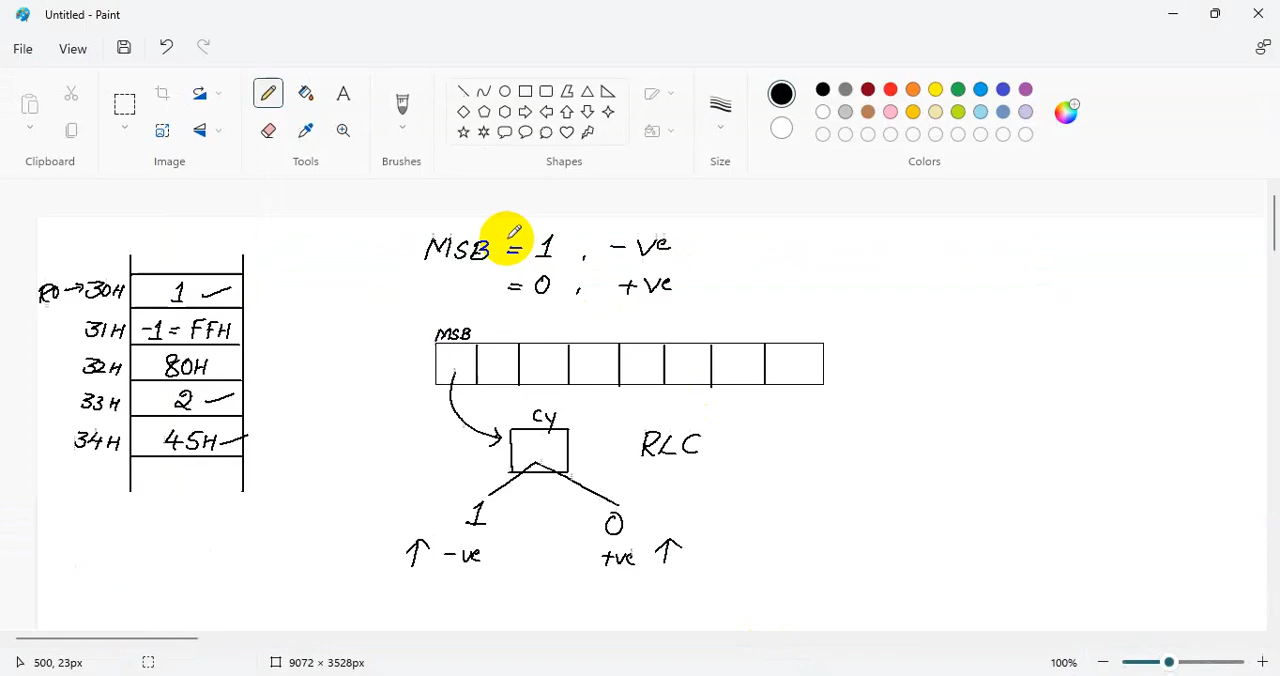 Untitled - Paint
File View
Clipboard Image Tools Brushes Shapes Size Colors
MSB = 1 , - ve
= 0 , + ve
R0 → 30H 1
31H -1 = FFH
32H 80H
33H 2
34H 45H
MSB
CY
RLC
1 0
↑ -ve +ve ↑
500, 23px 9072 × 3528px 100%